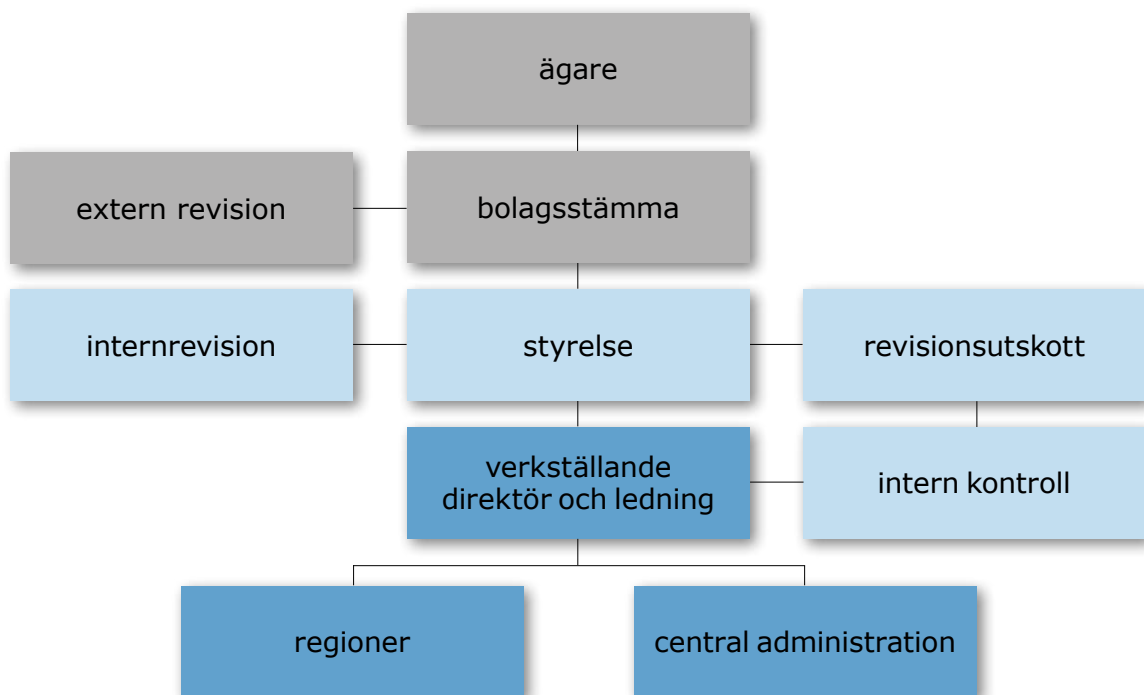 ägare
extern revision
bolagsstämma
internrevision
styrelse
revisionsutskott
verkställande
direktör och ledning
intern kontroll
regioner
central administration